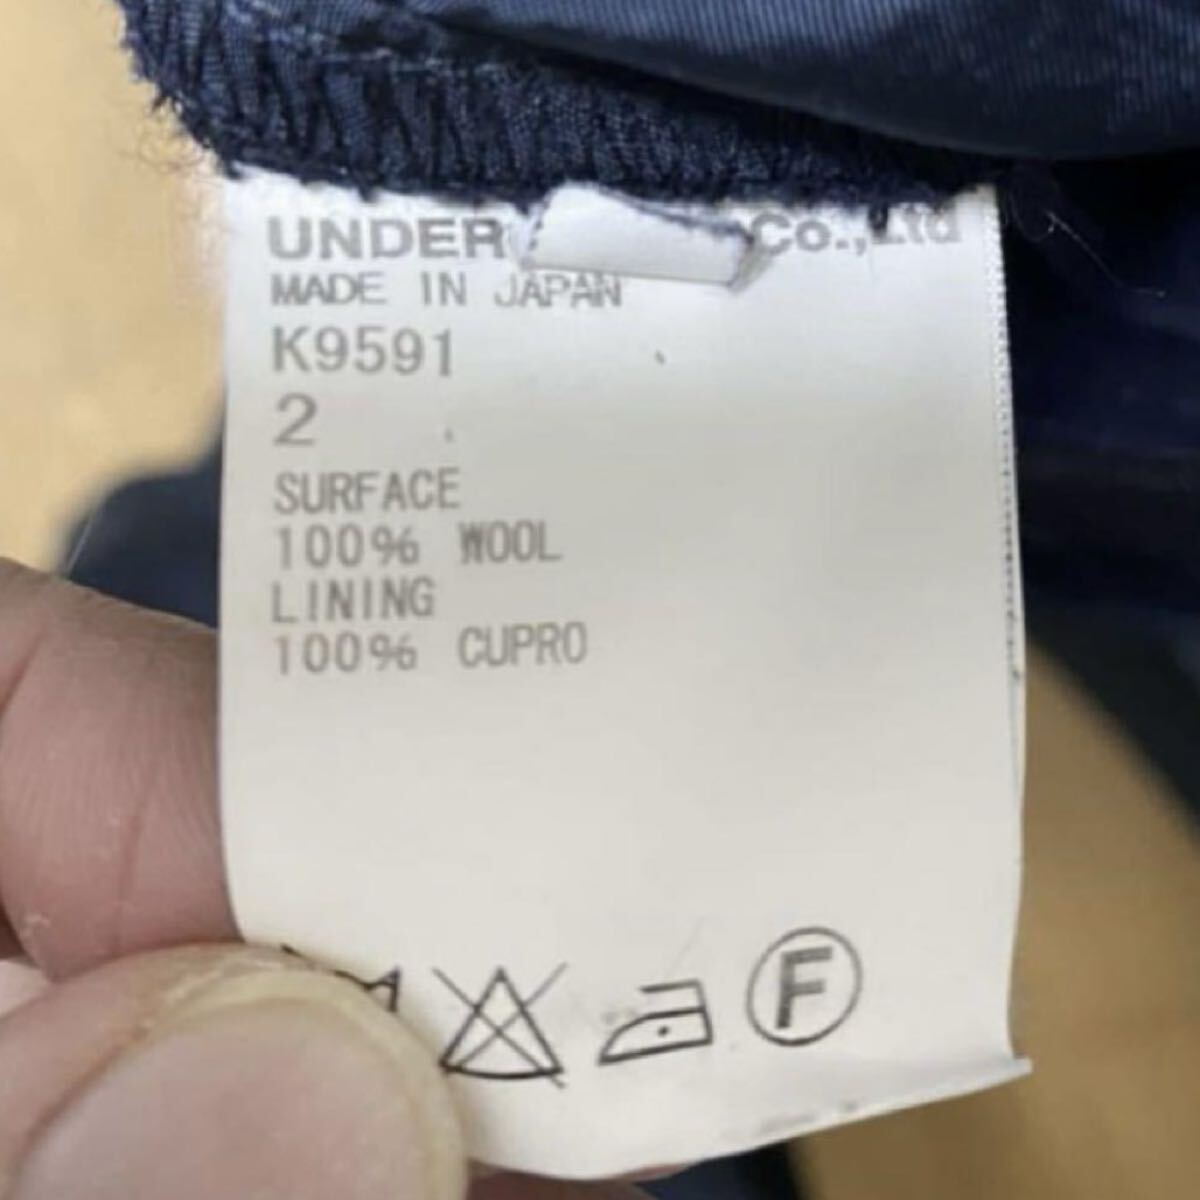 UNDER Co.,Ltd
MADE IN JAPAN
K9591
2
SURFACE
100% WOOL
LINING
100% CUPRO
F